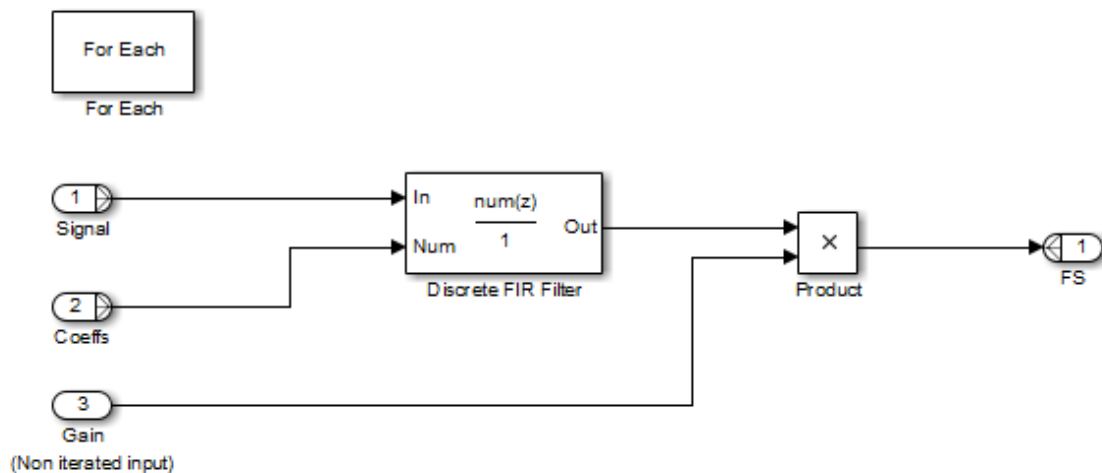 For Each
For Each
1
Signal
2
Coeffs
3
Gain
(Non iterated input)
In
Num
num(z)
1
Out
Discrete FIR Filter
×
Product
1
FS